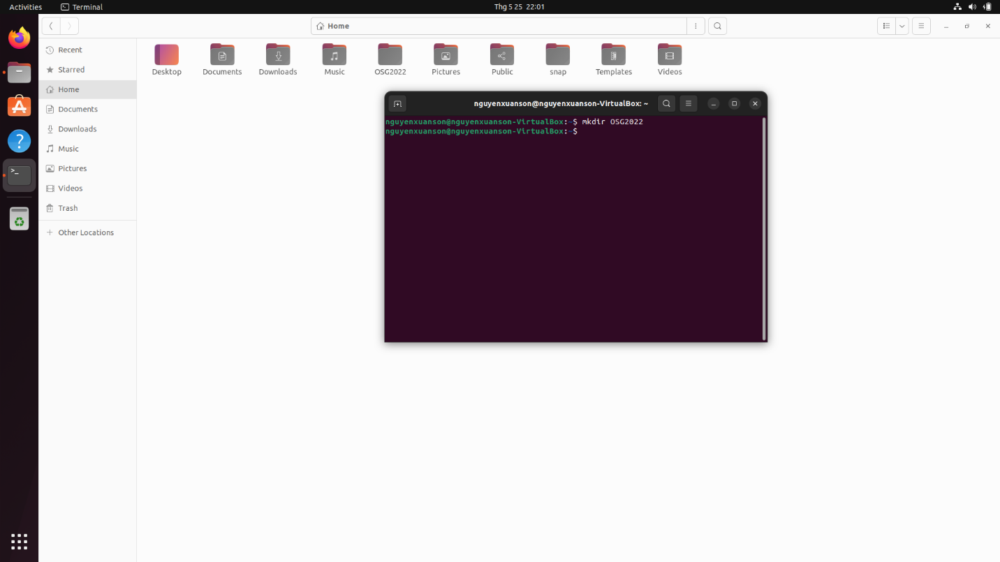 Activities
Terminal
Thg 5 25 22:01
Home
Recent
Starred
Home
Documents
Downloads
Music
Pictures
Videos
Trash
Other Locations
Desktop
Documents
Downloads
Music
OSG2022
Pictures
Public
snap
Templates
Videos
nguyenxuanson@nguyenxuanson-VirtualBox: ~
nguyenxuanson@nguyenxuanson-VirtualBox:~$ mkdir OSG2022
nguyenxuanson@nguyenxuanson-VirtualBox:~$